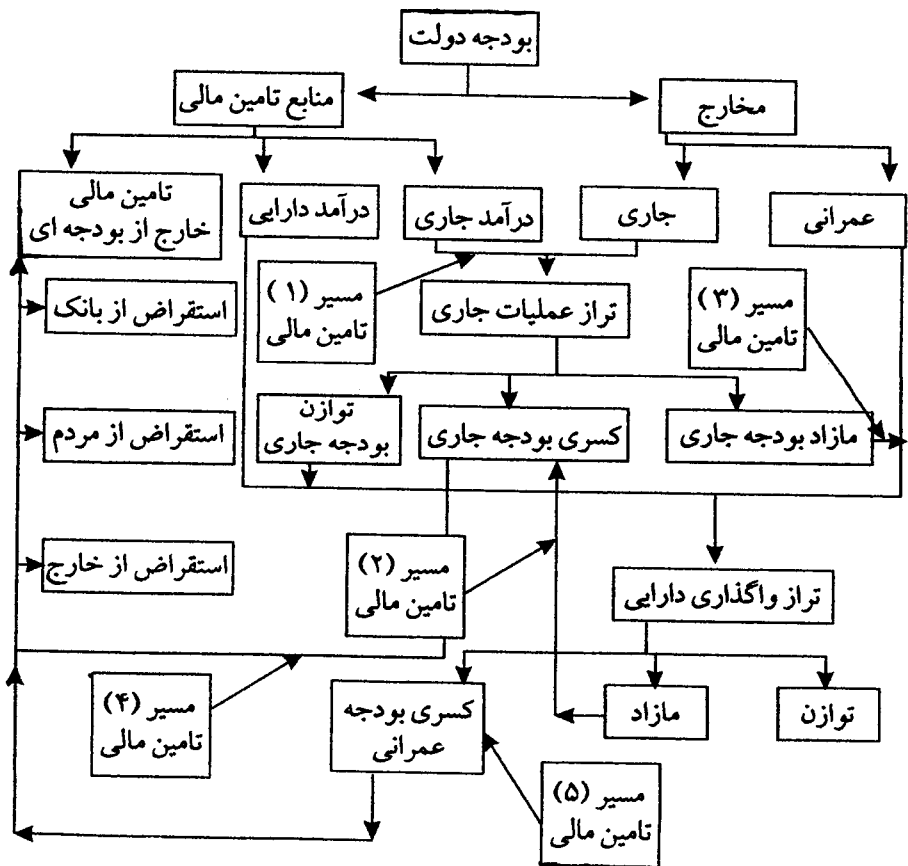 بودجه دولت
منابع تامین مالی
مخارج
تامین مالی
خارج از بودجه ای
درآمد دارایی
درآمد جاری
جاری
عمرانی
مسیر (۱)
تامین مالی
تراز عملیات جاری
مسیر (۳)
تامین مالی
استقراض از بانک
توازن
بودجه جاری
کسری بودجه جاری
مازاد بودجه جاری
استقراض از مردم
استقراض از خارج
مسیر (۲)
تامین مالی
تراز واگذاری دارایی
مسیر (۴)
تامین مالی
کسری بودجه
عمرانی
مازاد
توازن
مسیر (۵)
تامین مالی